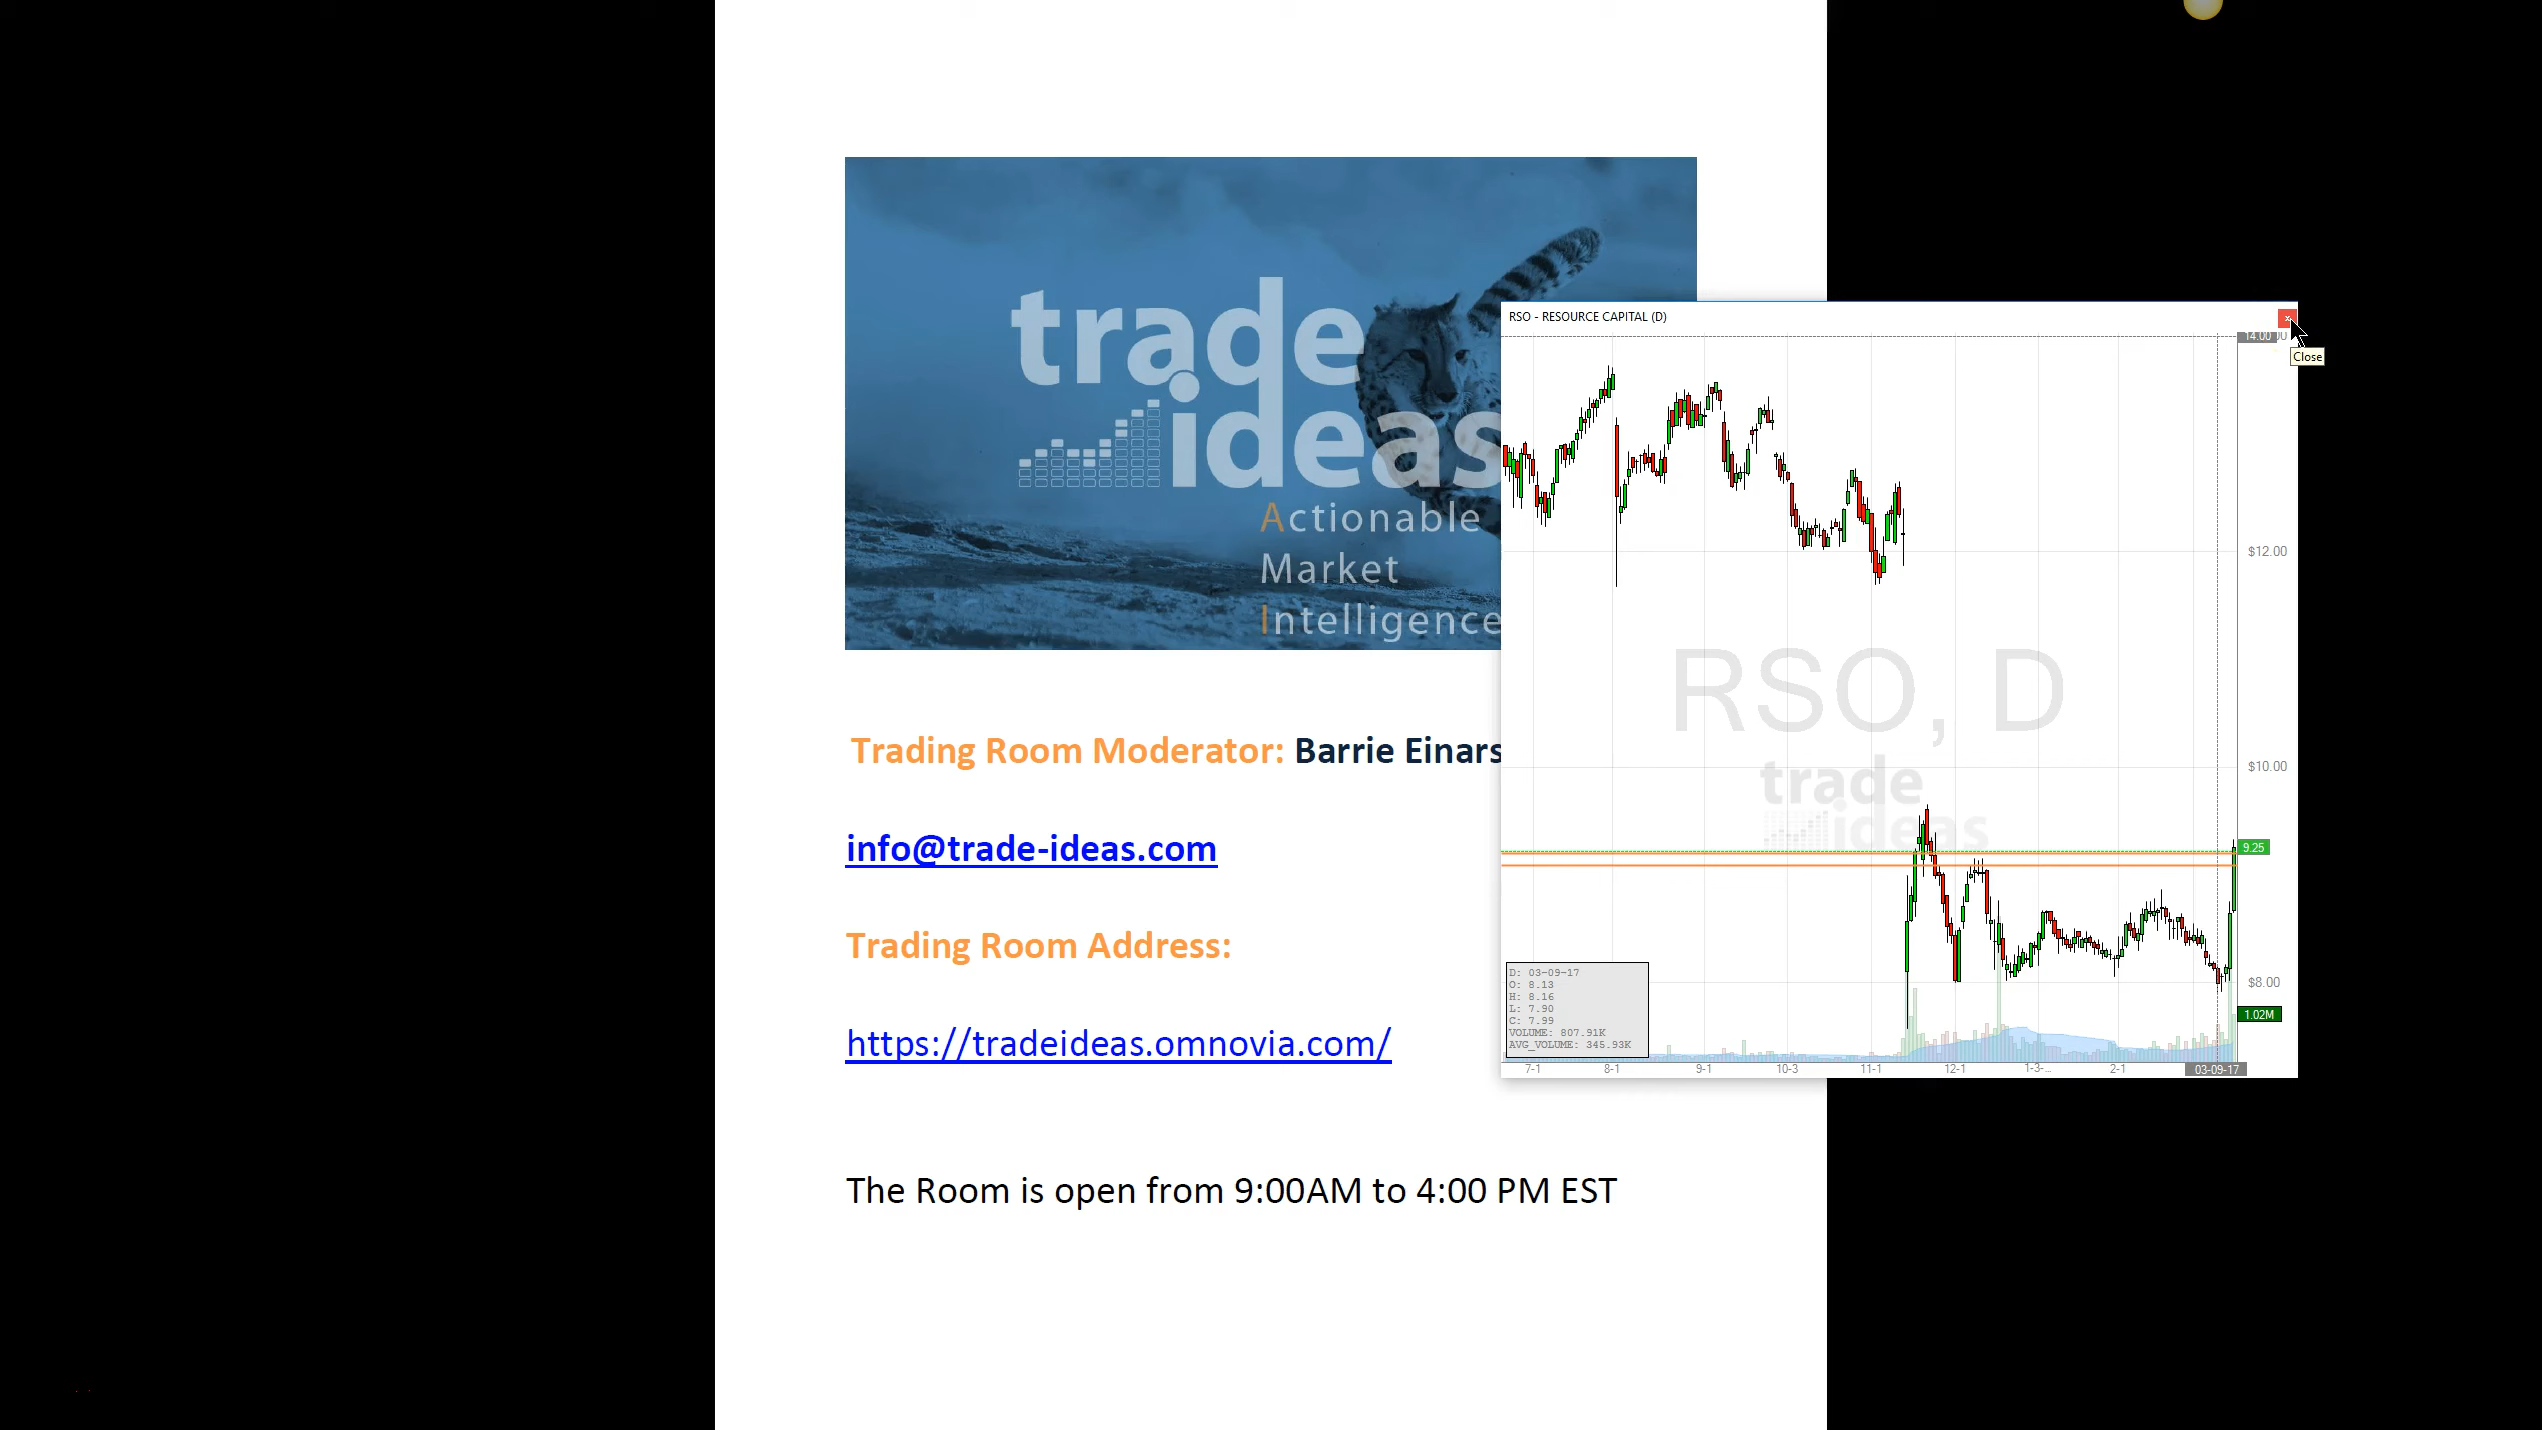 trade
ideas
Actionable
Market
Intelligence
Trading Room Moderator: Barrie Einars
info@trade-ideas.com
Trading Room Address:
https://tradeideas.omnovia.com/
The Room is open from 9:00AM to 4:00 PM EST
RSO - RESOURCE CAPITAL (D)
Close
14.00
$12.00
$10.00
9.25
$8.00
1.02M
RSO, D
trade
ideas
D: 03-09-17
O: 8.13
H: 8.16
L: 7.90
C: 7.99
VOLUME: 807.91K
AVG_VOLUME: 345.93K
7-1 8-1 9-1 10-3 11-1 12-1 1-3-... 2-1 03-09-17